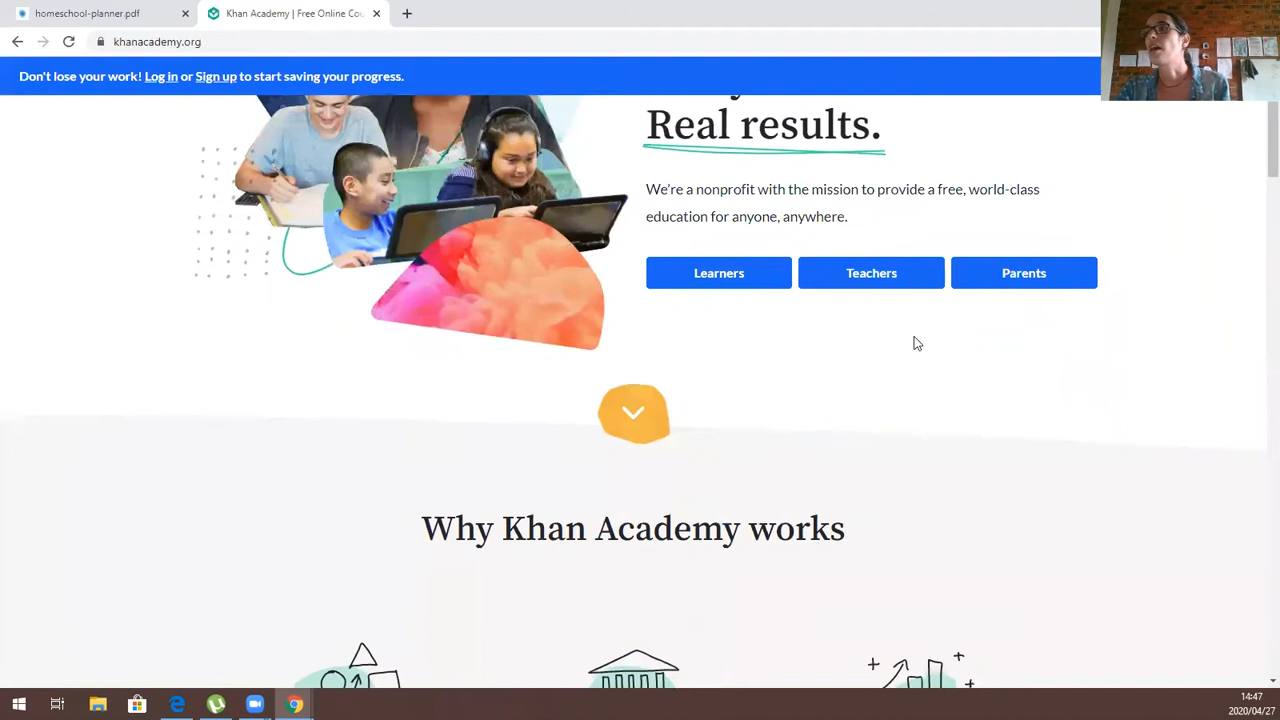 homeschool-planner.pdf
Khan Academy | Free Online Cou
khanacademy.org
Don't lose your work! Log in or Sign up to start saving your progress.
Real results.
We're a nonprofit with the mission to provide a free, world-class
education for anyone, anywhere.
Learners
Teachers
Parents
Why Khan Academy works
14:47
2020/04/27